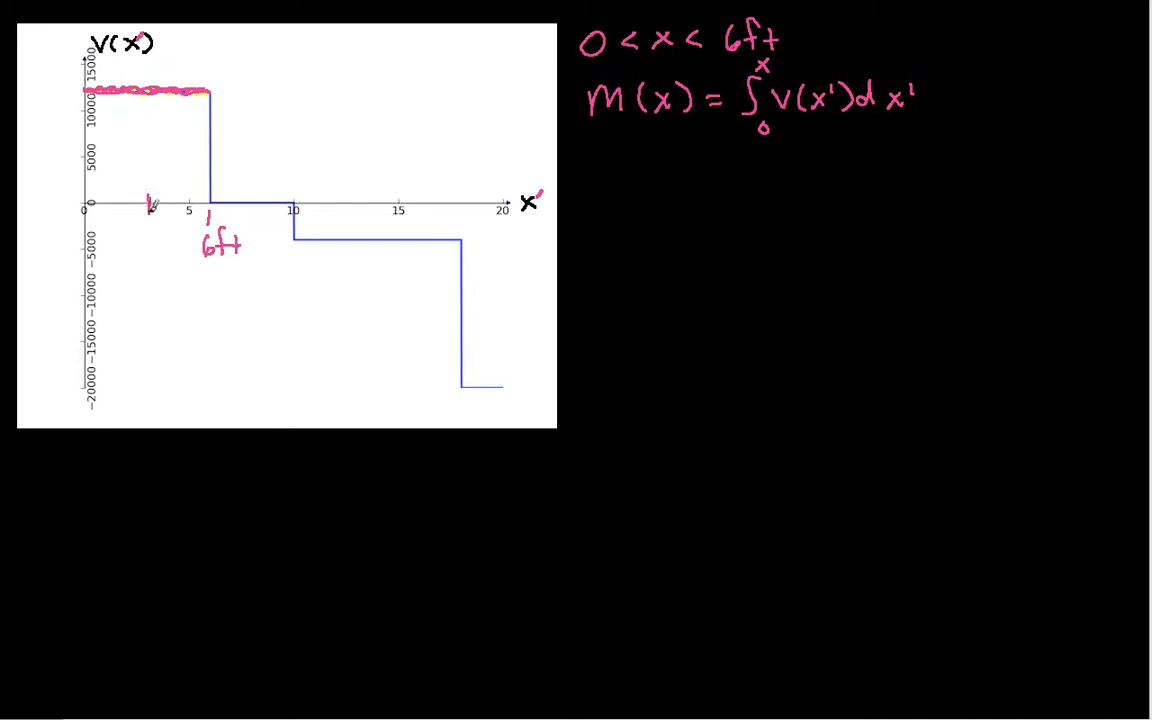 V(x')
15000
10000
5000
0
0
5
10
15
20
x'
6ft
-5000
-10000
-15000
-20000
0 < x < 6ft
M(x) = ∫₀ˣ V(x')dx'